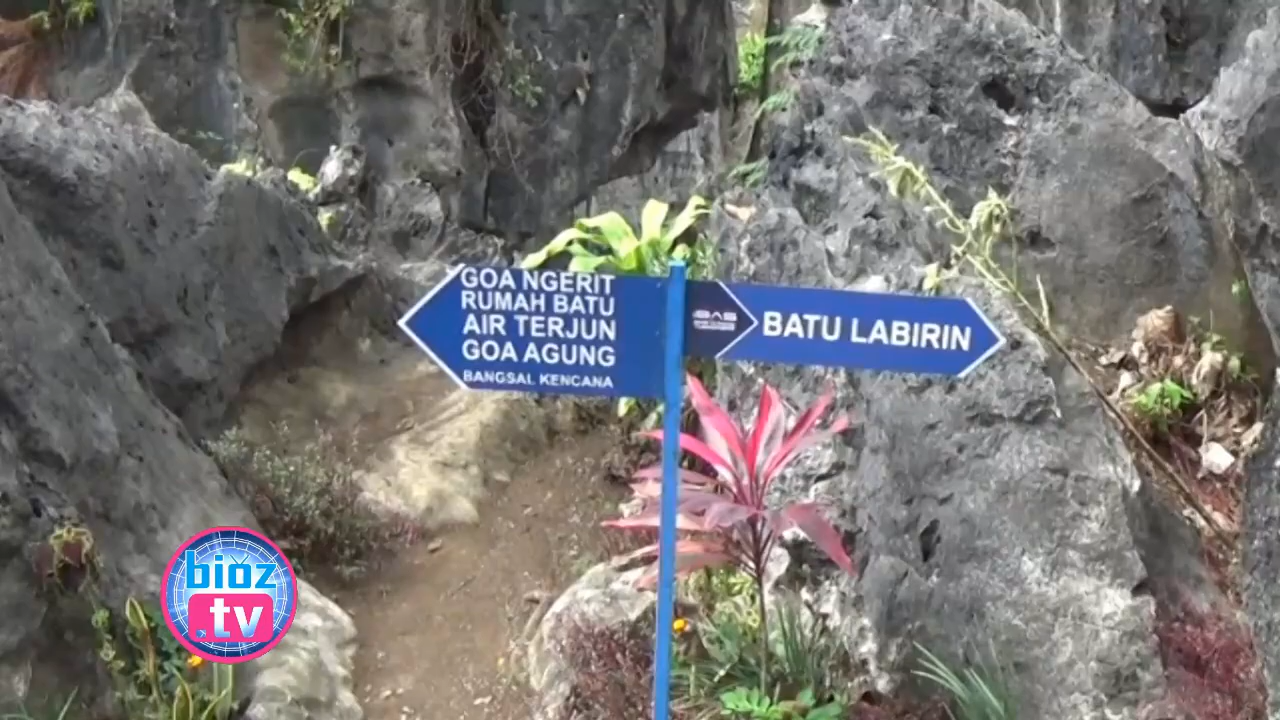 GOA NGERIT
RUMAH BATU
AIR TERJUN
GOA AGUNG
BANGSAL KENCANA
BATU LABIRIN
bioz
.tv